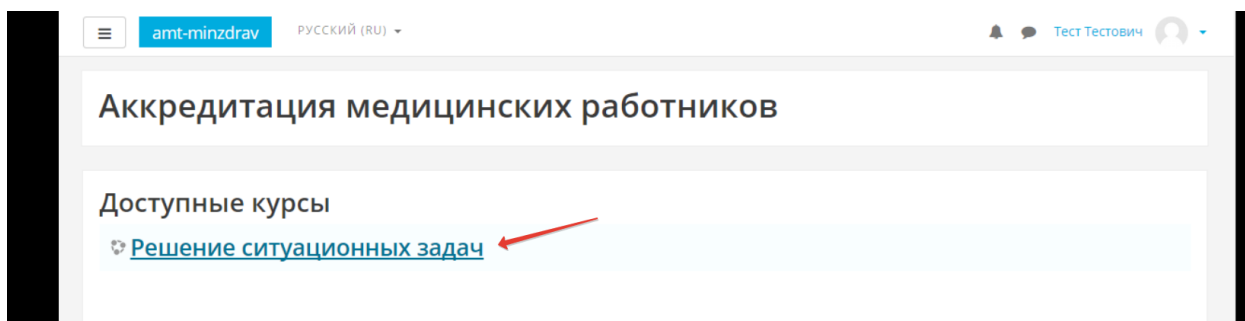 amt-minzdrav РУССКИЙ (RU) Тест Тестович
Аккредитация медицинских работников
Доступные курсы
Решение ситуационных задач